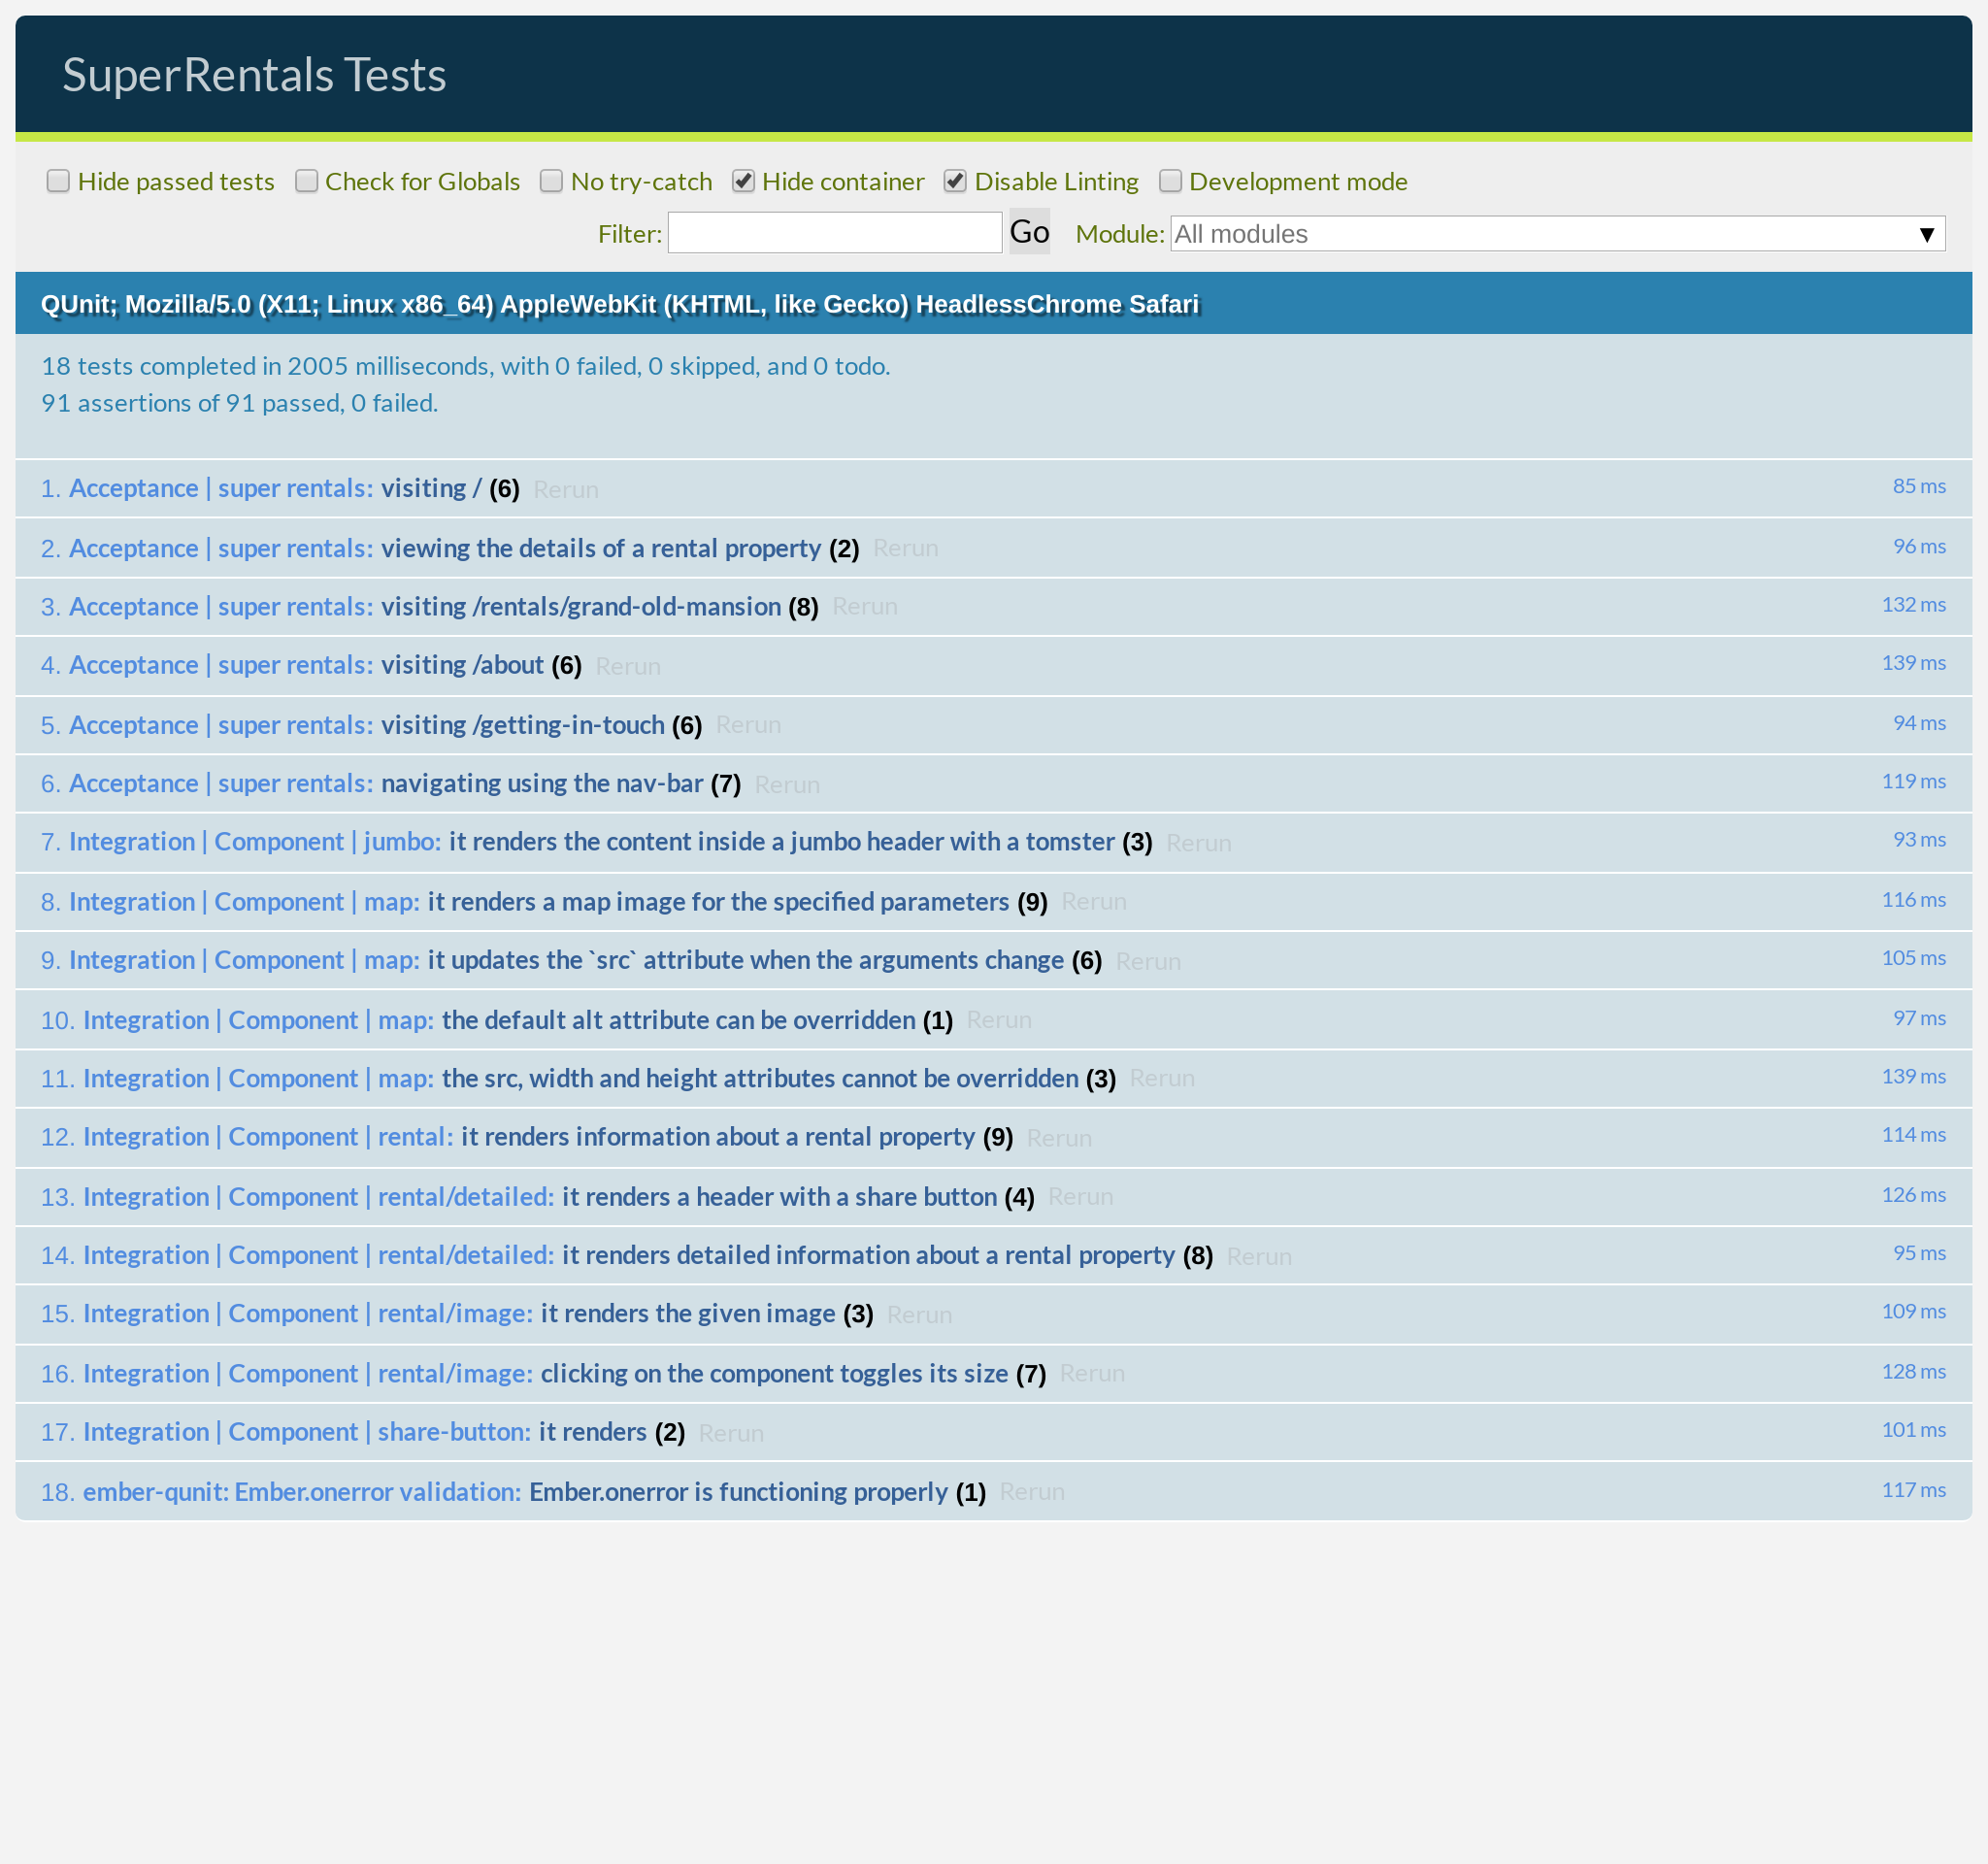 SuperRentals Tests
Hide passed tests Check for Globals No try-catch Hide container Disable Linting Development mode
Filter: Go Module: All modules ▼
QUnit; Mozilla/5.0 (X11; Linux x86_64) AppleWebKit (KHTML, like Gecko) HeadlessChrome Safari
18 tests completed in 2005 milliseconds, with 0 failed, 0 skipped, and 0 todo.
91 assertions of 91 passed, 0 failed.
1. Acceptance | super rentals: visiting / (6) Rerun 85 ms
2. Acceptance | super rentals: viewing the details of a rental property (2) Rerun 96 ms
3. Acceptance | super rentals: visiting /rentals/grand-old-mansion (8) Rerun 132 ms
4. Acceptance | super rentals: visiting /about (6) Rerun 139 ms
5. Acceptance | super rentals: visiting /getting-in-touch (6) Rerun 94 ms
6. Acceptance | super rentals: navigating using the nav-bar (7) Rerun 119 ms
7. Integration | Component | jumbo: it renders the content inside a jumbo header with a tomster (3) Rerun 93 ms
8. Integration | Component | map: it renders a map image for the specified parameters (9) Rerun 116 ms
9. Integration | Component | map: it updates the `src` attribute when the arguments change (6) Rerun 105 ms
10. Integration | Component | map: the default alt attribute can be overridden (1) Rerun 97 ms
11. Integration | Component | map: the src, width and height attributes cannot be overridden (3) Rerun 139 ms
12. Integration | Component | rental: it renders information about a rental property (9) Rerun 114 ms
13. Integration | Component | rental/detailed: it renders a header with a share button (4) Rerun 126 ms
14. Integration | Component | rental/detailed: it renders detailed information about a rental property (8) Rerun 95 ms
15. Integration | Component | rental/image: it renders the given image (3) Rerun 109 ms
16. Integration | Component | rental/image: clicking on the component toggles its size (7) Rerun 128 ms
17. Integration | Component | share-button: it renders (2) Rerun 101 ms
18. ember-qunit: Ember.onerror validation: Ember.onerror is functioning properly (1) Rerun 117 ms